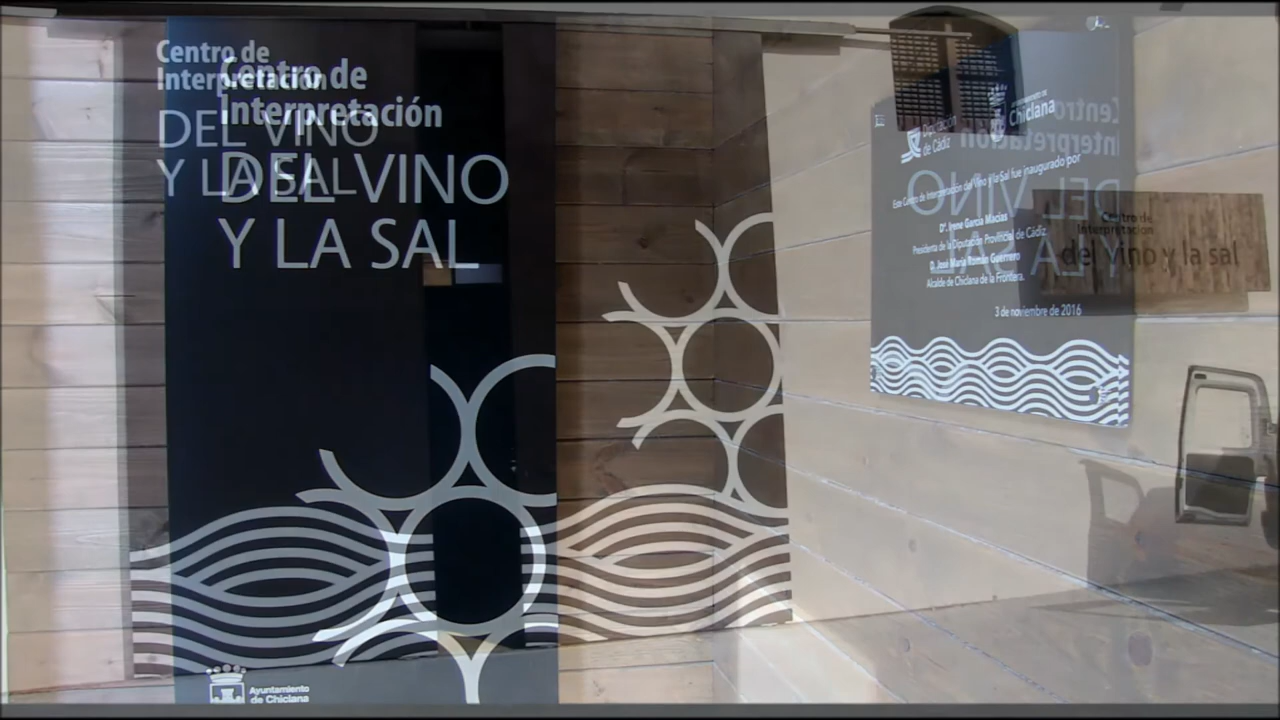 Centro de
Interpretación
DEL VINO
Y LA SAL
Centro de
Interpretación
DEL VINO
Y LA SAL
Ayuntamiento
de Chiclana
Diputación
de Cádiz
AYUNTAMIENTO DE
Chiclana
Este Centro de Interpretación del Vino y la Sal fue inaugurado por
Dª. Irene García Macías
Presidenta de la Diputación Provincial de Cádiz.
D. José María Román Guerrero
Alcalde de Chiclana de la Frontera.
3 de noviembre de 2016
Centro
Interpretación
DEL VINO
Y LA SAL
Centro de
Interpretación
del vino y la sal